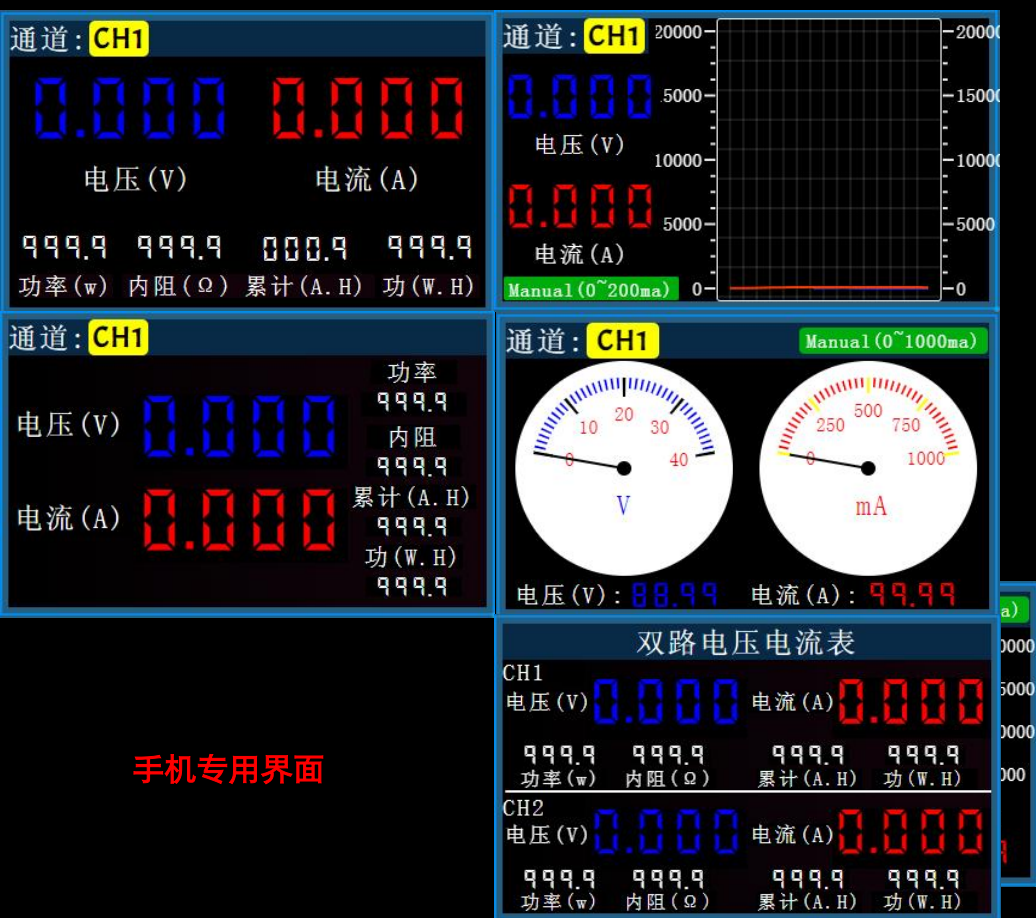 通道: CH1
0.000 0.000
电压(V) 电流(A)
999.9 999.9 000.9 999.9
功率(w) 内阻(Ω) 累计(A.H) 功(W.H)
通道: CH1
0.000
电压(V)
0.000
电流(A)
Manual(0~200ma)
20000
5000
10000
5000
0
2000
15000
1000
5000
0
通道: CH1
电压(V) 0.000
电流(A) 0.000
功率
999.9
内阻
999.9
累计(A.H)
999.9
功(W.H)
999.9
通道: CH1 Manual(0~1000ma)
0 10 20 30 40
V
0 250 500 750 1000
mA
电压(V): 88.99 电流(A): 99.99
双路电压电流表
CH1
电压(V) 0.000 电流(A) 0.000
999.9 999.9 999.9 999.9
功率(w) 内阻(Ω) 累计(A.H) 功(W.H)
CH2
电压(V) 0.000 电流(A) 0.000
999.9 999.9 999.9 999.9
功率(w) 内阻(Ω) 累计(A.H) 功(W.H)
手机专用界面
a)